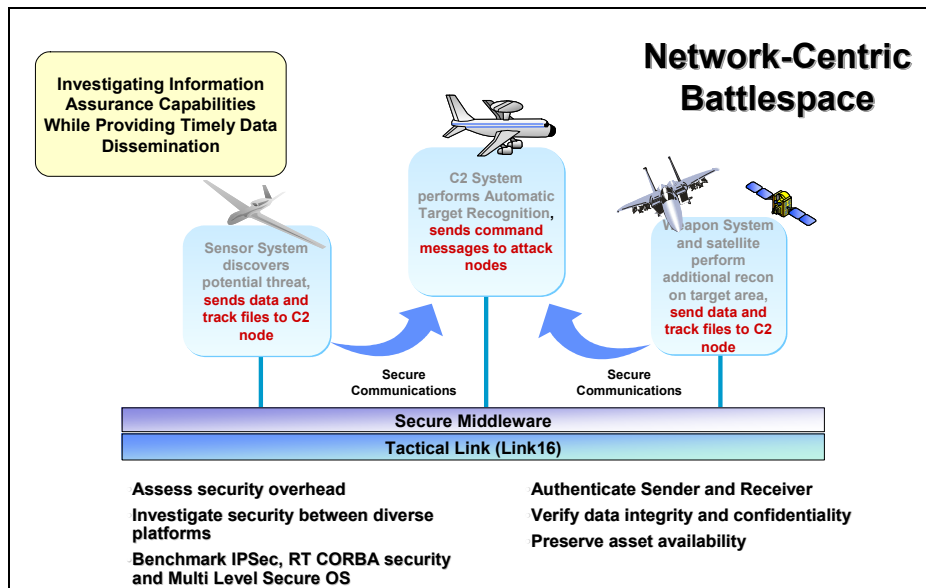 Network-Centric
Battlespace
Investigating Information
Assurance Capabilities
While Providing Timely Data
Dissemination
Sensor System
discovers
potential threat,
sends data and
track files to C2
node
C2 System
performs Automatic
Target Recognition,
sends command
messages to attack
nodes
Weapon System
and satellite
perform
additional recon
on target area,
send data and
track files to C2
node
Secure
Communications
Secure
Communications
Secure Middleware
Tactical Link (Link16)
Assess security overhead
Investigate security between diverse
platforms
Benchmark IPSec, RT CORBA security
and Multi Level Secure OS
Authenticate Sender and Receiver
Verify data integrity and confidentiality
Preserve asset availability